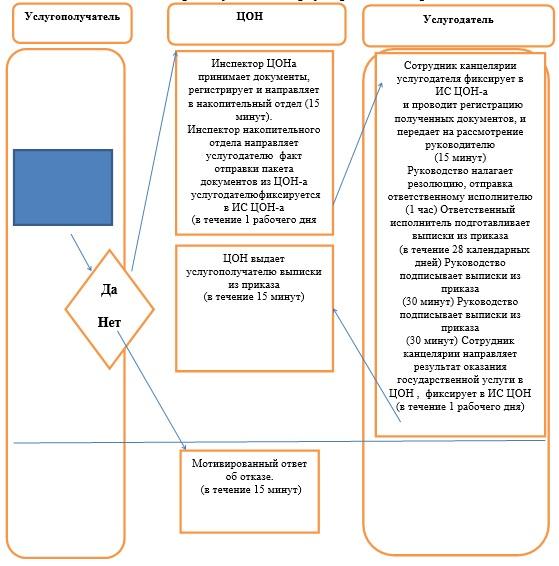 Услугополучатель
ЦОН
Услугодатель
Инспектор ЦОНа
принимает документы,
регистрирует и направляет
в накопительный отдел (15
минут).
Инспектор накопительного
отдела направляет
услугодателю факт
отправки пакета
документов из ЦОН-а
услугодателюфиксируется
в ИС ЦОН-а
(в течение 1 рабочего дня
Сотрудник канцелярии
услугодателя фиксирует в
ИС ЦОН-а
и проводит регистрацию
полученных документов, и
передает на рассмотрение
руководителю
(15 минут)
Руководство налагает
резолюцию, отправка
ответственному исполнителю
(1 час) Ответственный
исполнитель подготавливает
выписки из приказа
(в течение 28 календарных
дней) Руководство
подписывает выписки из
приказа
(30 минут) Руководство
подписывает выписки из
приказа
(30 минут) Сотрудник
канцелярии направляет
результат оказания
государственной услуги в
ЦОН , фиксирует в ИС ЦОН
(в течение 1 рабочего дня)
ЦОН выдает
услугополучателю выписки
из приказа
(в течение 15 минут)
Да
Нет
Мотивированный ответ
об отказе.
(в течение 15 минут)